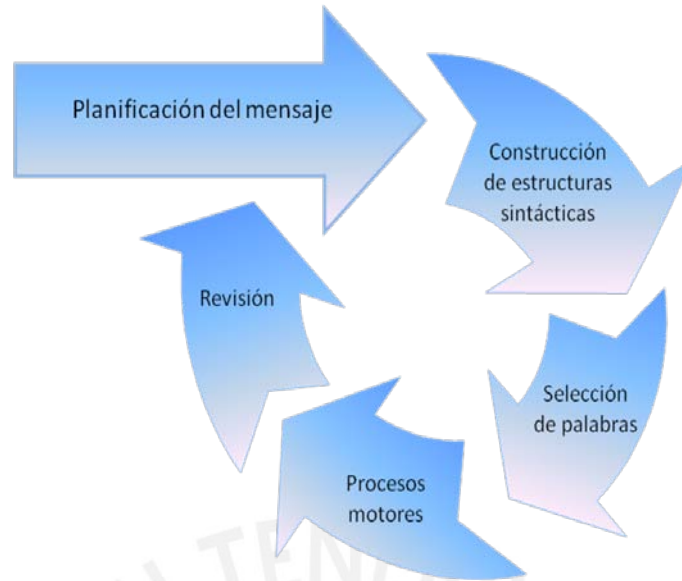 Planificación del mensaje
Construcción
de estructuras
sintácticas
Selección
de palabras
Procesos
motores
Revisión